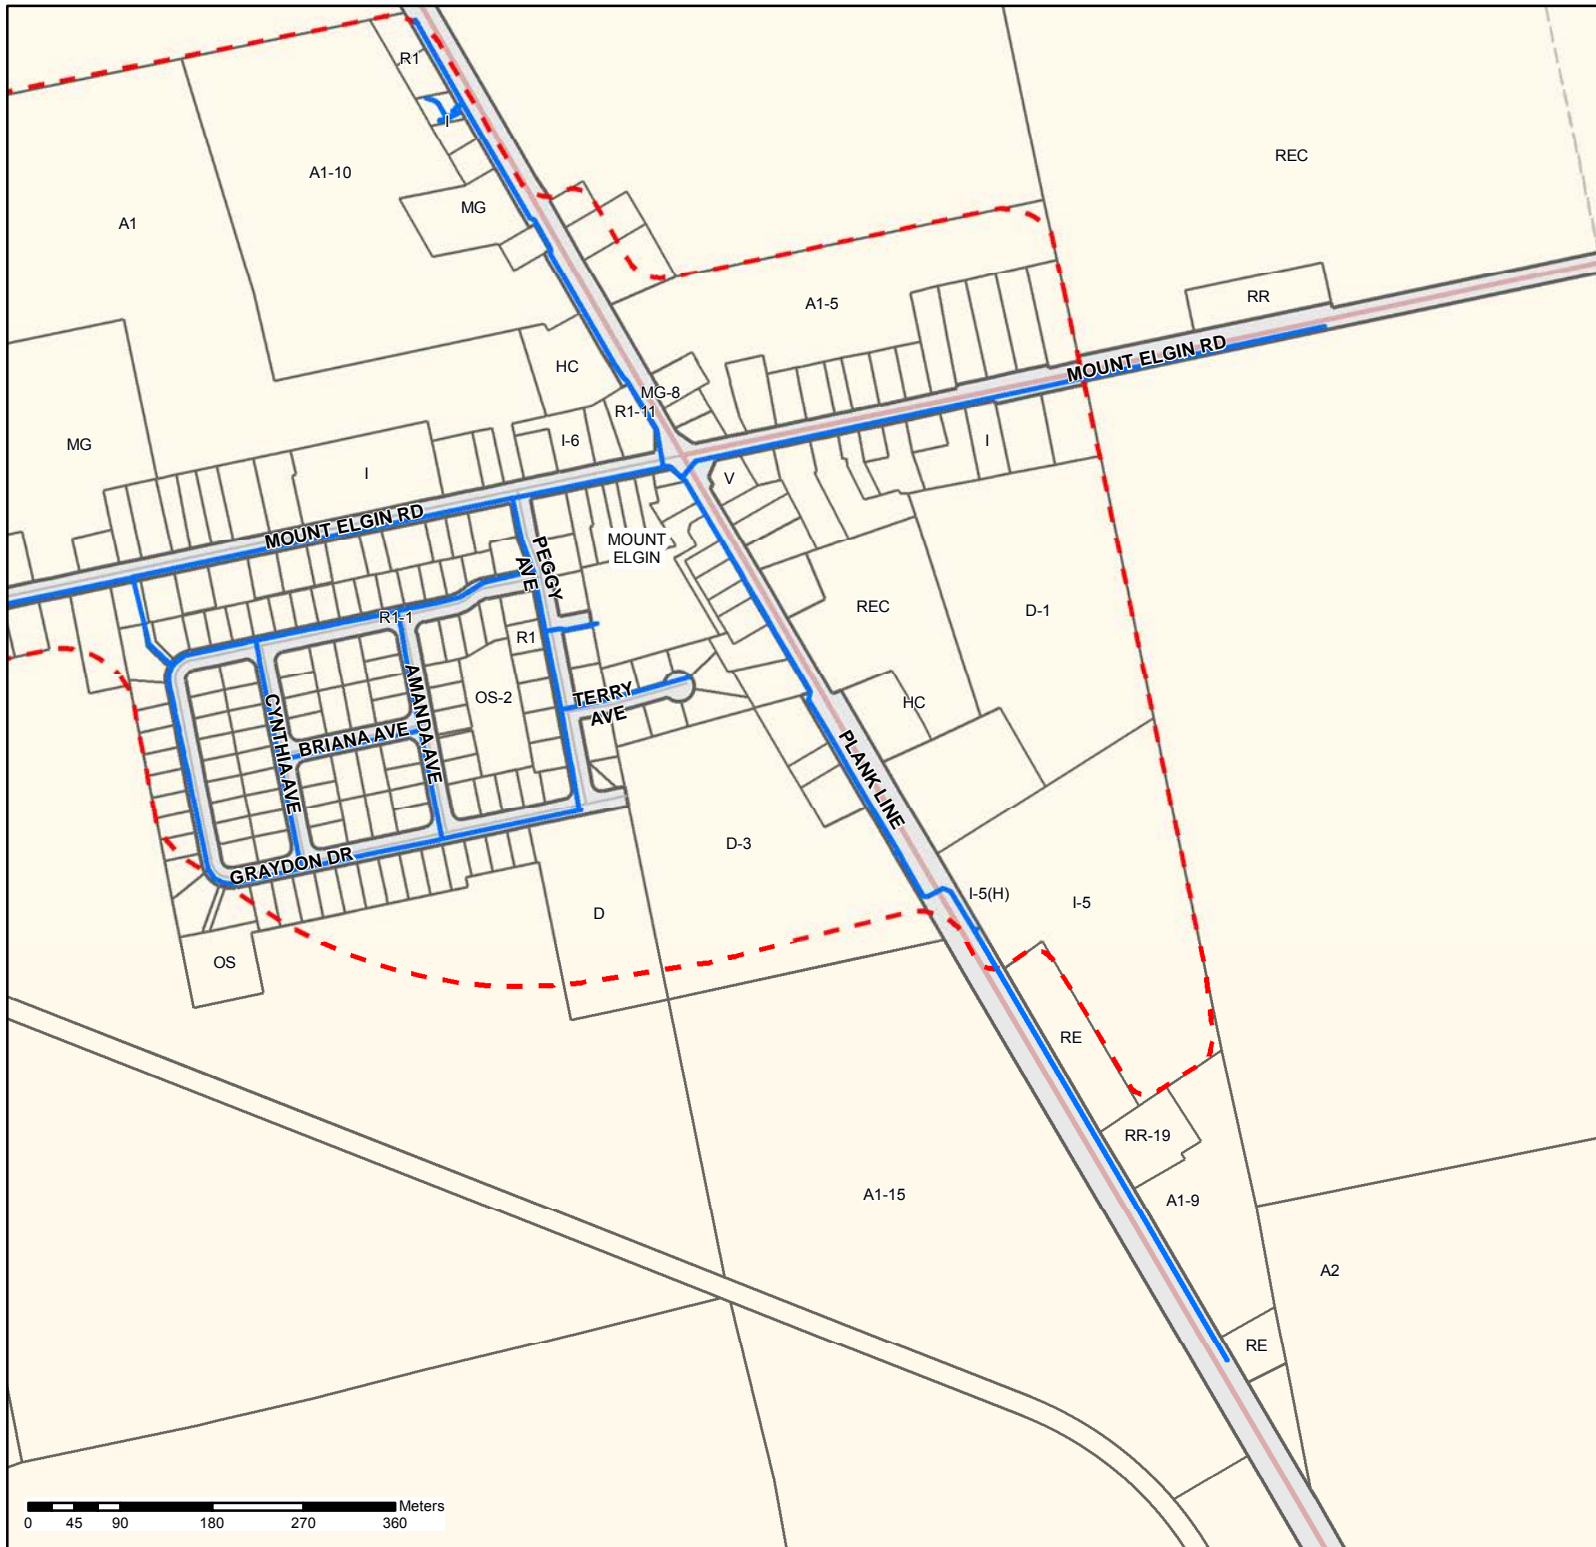 R1
I
REC
A1-10
MG
A1
RR
A1-5
MOUNT ELGIN RD
HC
MG-8
R1-11
I-6
I
MG
I
V
MOUNT ELGIN RD
MOUNT
ELGIN
PEGGY
AVE
REC
D-1
R1-1
R1
OS-2
AMANDA AVE
TERRY
AVE
HC
CYNTHIA AVE
BRIANA AVE
PLANK LINE
D-3
GRAYDON DR
I-5(H)
I-5
D
OS
RE
RR-19
A1-15
A1-9
A2
RE
Meters
0 45 90 180 270 360